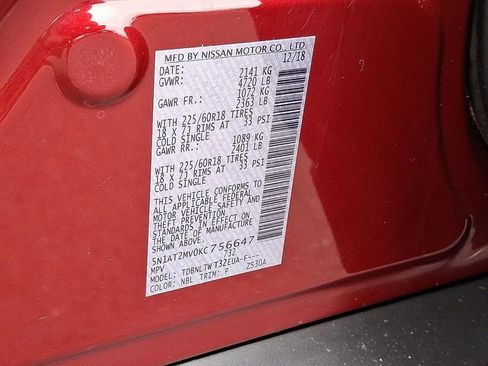 MFD BY NISSAN MOTOR CO., LTD
DATE: 12/18
GVWR: 2141 KG
4720 LB
GAWR FR.: 1072 KG
2363 LB
WITH 225/60R18 TIRES
18 X 7J RIMS AT 33 PSI
COLD SINGLE
GAWR RR.: 1089 KG
2401 LB
WITH 225/60R18 TIRES
18 X 7J RIMS AT 33 PSI
COLD SINGLE
THIS VEHICLE CONFORMS TO
ALL APPLICABLE FEDERAL
MOTOR VEHICLE SAFETY AND
THEFT PREVENTION
STANDARDS IN EFFECT ON
THE DATE OF MANUFACTURE
SHOWN ABOVE.
5N1ATZMV0KC756647
MPV 732
MODEL: TDBNLTWT32EUA-F---
COLOR: NBL TRIM: P ZS30A